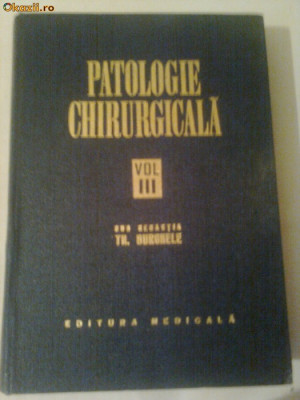 Okazii.ro
PATOLOGIE
CHIRURGICALĂ
VOL
III
SUB REDACȚIA
TH. BURGHELE
EDITURA MEDICALĂ